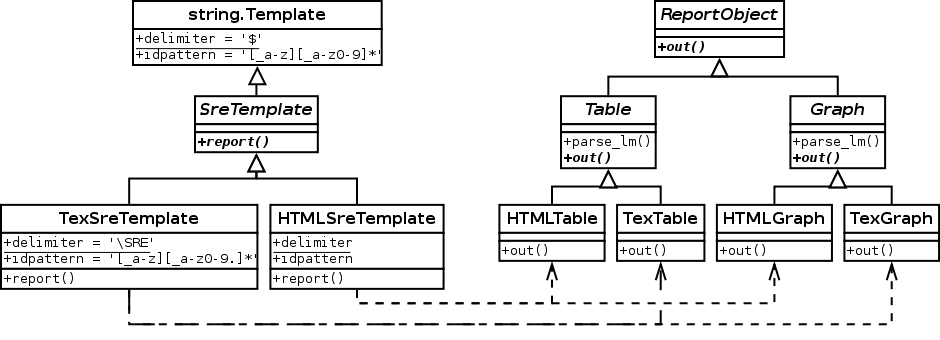 string.Template
+delimiter = '$'
+idpattern = '[_a-z][_a-z0-9]*'
ReportObject
+out()
SreTemplate
+report()
Table
+parse_lm()
+out()
Graph
+parse_lm()
+out()
TexSreTemplate
+delimiter = '\SRE'
+idpattern = '[_a-z][_a-z0-9.]*'
+report()
HTMLSreTemplate
+delimiter
+idpattern
+report()
HTMLTable
+out()
TexTable
+out()
HTMLGraph
+out()
TexGraph
+out()